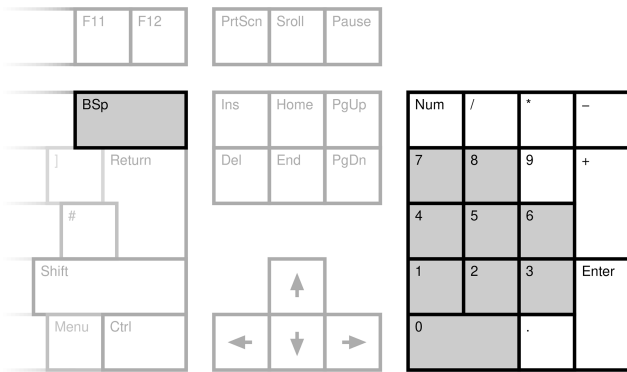 F11 F12 PrtScn Sroll Pause
BSp Ins Home PgUp Num / * –
] Return Del End PgDn 7 8 9 +
# 4 5 6
Shift 1 2 3 Enter
Menu Ctrl 0 .